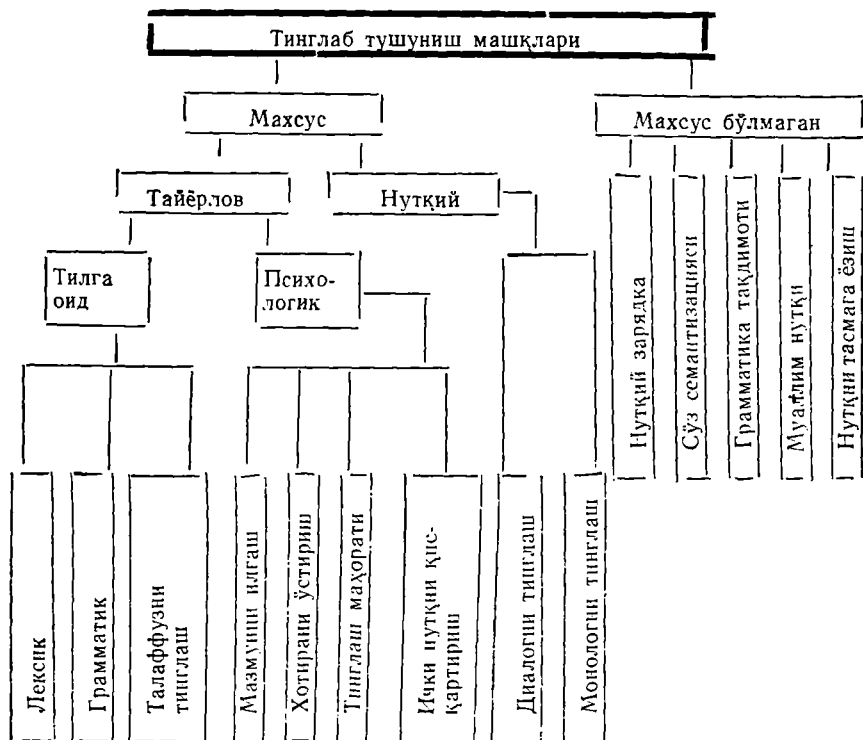 Тинглаб тушуниш машқлари
Махсус
Махсус бўлмаган
Тайёрлов
Нутқий
Тилга
оид
Психо-
логик
Нутқий зарядка
Сўз семантизацияси
Грамматика тақдимоти
Муаллим нутқи
Нутқни тасмага ёзиш
Лексик
Грамматик
Талаффузни
тинглаш
Мазмунни илғаш
Хотирани ўстириш
Тинглаш маҳорати
Ички нутқни қис-
қартириш
Диалогни тинглаш
Монологни тинглаш